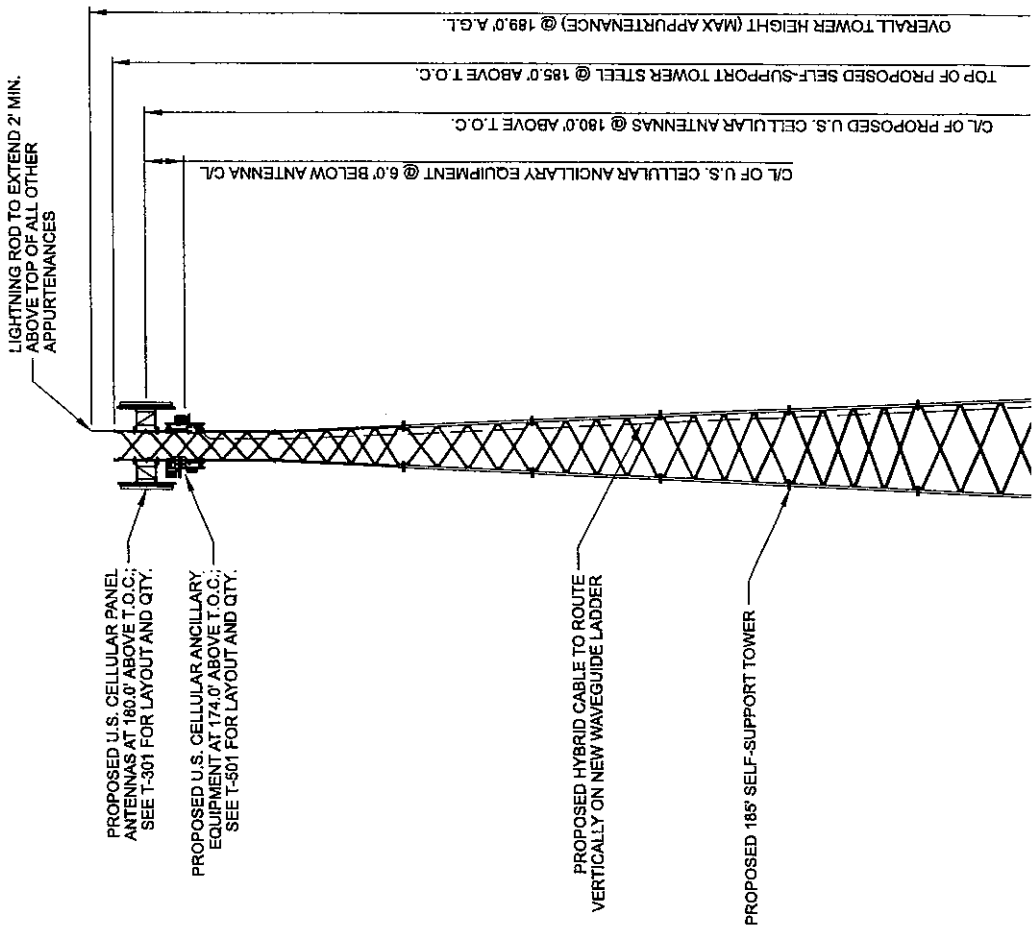 LIGHTNING ROD TO EXTEND 2' MIN.
ABOVE TOP OF ALL OTHER
APPURTENANCES
PROPOSED U.S. CELLULAR PANEL
ANTENNAS AT 180.0' ABOVE T.O.C.;
SEE T-301 FOR LAYOUT AND QTY.
PROPOSED U.S. CELLULAR ANCILLARY
EQUIPMENT AT 174.0' ABOVE T.O.C.;
SEE T-501 FOR LAYOUT AND QTY.
PROPOSED HYBRID CABLE TO ROUTE
VERTICALLY ON NEW WAVEGUIDE LADDER
PROPOSED 185' SELF-SUPPORT TOWER
C/L OF U.S. CELLULAR ANCILLARY EQUIPMENT @ 6.0' BELOW ANTENNA C/L
C/L OF PROPOSED U.S. CELLULAR ANTENNAS @ 180.0' ABOVE T.O.C.
TOP OF PROPOSED SELF-SUPPORT TOWER STEEL @ 185.0' ABOVE T.O.C.
OVERALL TOWER HEIGHT (MAX APPURTENANCE) @ 189.0' A.G.L.